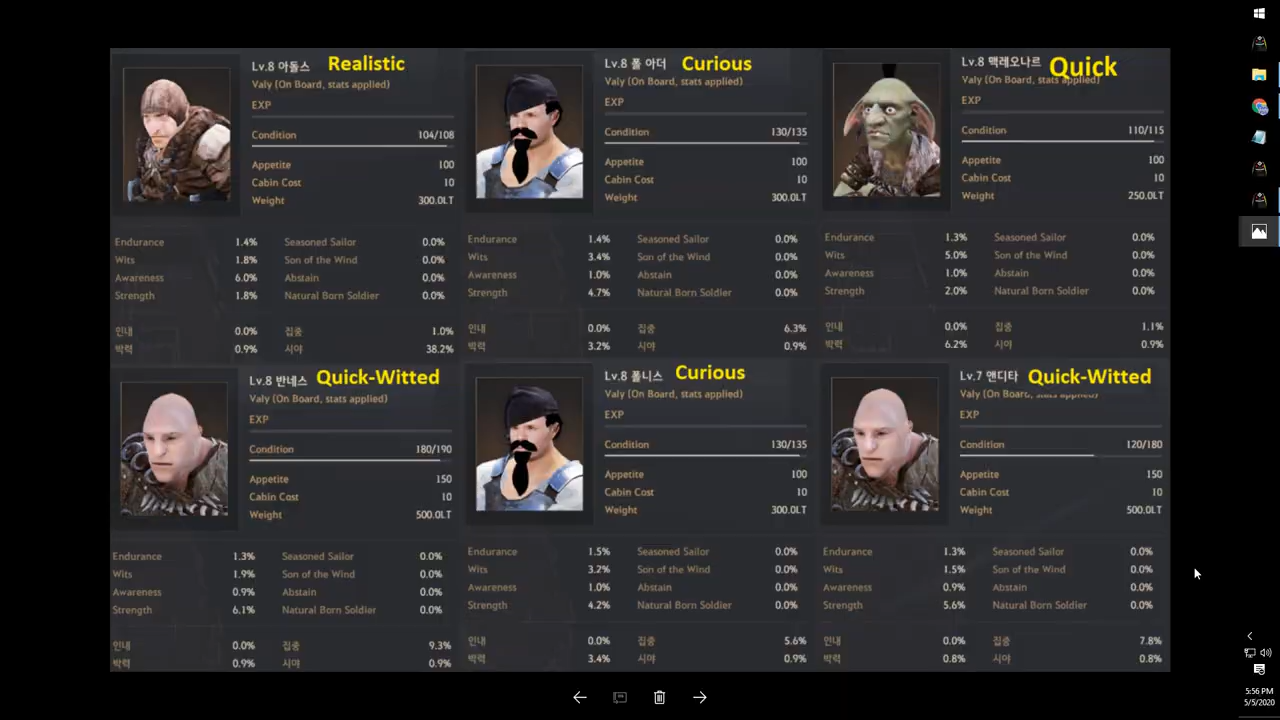 Lv.8 아돌스 Realistic
Valy (On Board, stats applied)
EXP
Condition 104/108
Appetite 100
Cabin Cost 10
Weight 300.0LT
Endurance 1.4% Seasoned Sailor 0.0%
Wits 1.8% Son of the Wind 0.0%
Awareness 6.0% Abstain 0.0%
Strength 1.8% Natural Born Soldier 0.0%
인내 0.0% 집중 1.0%
박력 0.9% 시야 38.2%
Lv.8 폴 아더 Curious
Valy (On Board, stats applied)
EXP
Condition 130/135
Appetite 100
Cabin Cost 10
Weight 300.0LT
Endurance 1.4% Seasoned Sailor 0.0%
Wits 3.4% Son of the Wind 0.0%
Awareness 1.0% Abstain 0.0%
Strength 4.7% Natural Born Soldier 0.0%
인내 0.0% 집중 6.3%
박력 3.2% 시야 0.9%
Lv.8 맥레오나르 Quick
Valy (On Board, stats applied)
EXP
Condition 110/115
Appetite 100
Cabin Cost 10
Weight 250.0LT
Endurance 1.3% Seasoned Sailor 0.0%
Wits 5.0% Son of the Wind 0.0%
Awareness 1.0% Abstain 0.0%
Strength 2.0% Natural Born Soldier 0.0%
인내 0.0% 집중 1.1%
박력 6.2% 시야 0.9%
Lv.8 반네스 Quick-Witted
Valy (On Board, stats applied)
EXP
Condition 180/190
Appetite 150
Cabin Cost 10
Weight 500.0LT
Endurance 1.3% Seasoned Sailor 0.0%
Wits 1.9% Son of the Wind 0.0%
Awareness 0.9% Abstain 0.0%
Strength 6.1% Natural Born Soldier 0.0%
인내 0.0% 집중 9.3%
박력 0.9% 시야 0.9%
Lv.8 폴니스 Curious
Valy (On Board, stats applied)
EXP
Condition 130/135
Appetite 100
Cabin Cost 10
Weight 300.0LT
Endurance 1.5% Seasoned Sailor 0.0%
Wits 3.2% Son of the Wind 0.0%
Awareness 1.0% Abstain 0.0%
Strength 4.2% Natural Born Soldier 0.0%
인내 0.0% 집중 5.6%
박력 3.4% 시야 0.9%
Lv.7 앤디타 Quick-Witted
Valy (On Board, stats applied)
EXP
Condition 120/180
Appetite 150
Cabin Cost 10
Weight 500.0LT
Endurance 1.3% Seasoned Sailor 0.0%
Wits 1.5% Son of the Wind 0.0%
Awareness 0.9% Abstain 0.0%
Strength 5.6% Natural Born Soldier 0.0%
인내 0.0% 집중 7.8%
박력 0.8% 시야 0.8%
5:56 PM
5/5/2020